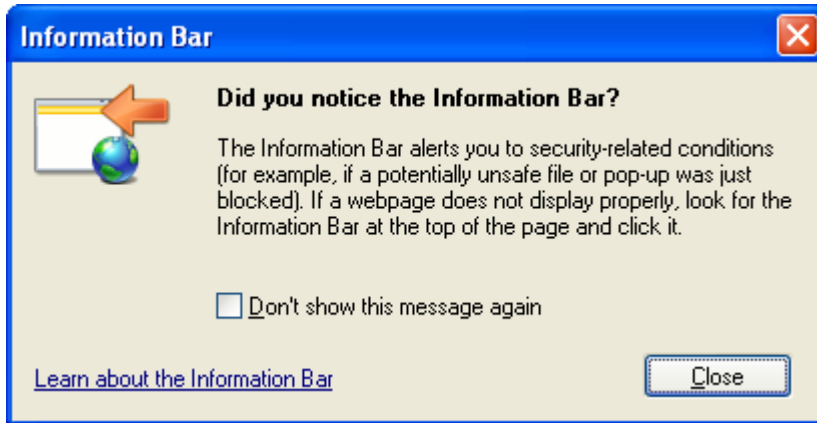 Information Bar
Did you notice the Information Bar?
The Information Bar alerts you to security-related conditions
(for example, if a potentially unsafe file or pop-up was just
blocked). If a webpage does not display properly, look for the
Information Bar at the top of the page and click it.
Don't show this message again
Learn about the Information Bar
Close